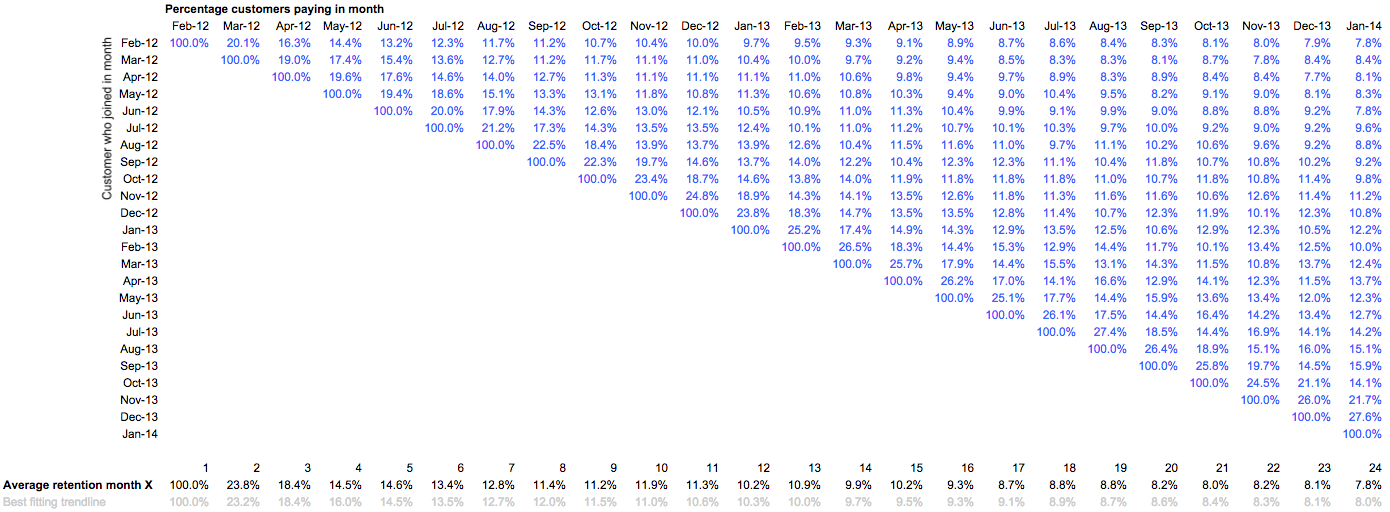 Percentage customers paying in month
Feb-12 Mar-12 Apr-12 May-12 Jun-12 Jul-12 Aug-12 Sep-12 Oct-12 Nov-12 Dec-12 Jan-13 Feb-13 Mar-13 Apr-13 May-13 Jun-13 Jul-13 Aug-13 Sep-13 Oct-13 Nov-13 Dec-13 Jan-14
Customer who joined in month
Feb-12 100.0% 20.1% 16.3% 14.4% 13.2% 12.3% 11.7% 11.2% 10.7% 10.4% 10.0% 9.7% 9.5% 9.3% 9.1% 8.9% 8.7% 8.6% 8.4% 8.3% 8.1% 8.0% 7.9% 7.8%
Mar-12 100.0% 19.0% 17.4% 15.4% 13.6% 12.7% 11.2% 11.7% 11.1% 11.0% 10.4% 10.0% 9.7% 9.2% 9.4% 8.5% 8.3% 8.3% 8.1% 8.7% 7.8% 8.4% 8.4%
Apr-12 100.0% 19.6% 17.6% 14.6% 14.0% 12.7% 11.3% 11.1% 11.1% 11.1% 11.0% 10.6% 9.8% 9.4% 9.7% 8.9% 8.3% 8.9% 8.4% 8.4% 7.7% 8.1%
May-12 100.0% 19.4% 18.6% 15.1% 13.3% 13.1% 11.8% 10.8% 11.3% 10.6% 10.8% 10.3% 9.4% 9.0% 10.4% 9.5% 8.2% 9.1% 9.0% 8.1% 8.3%
Jun-12 100.0% 20.0% 17.9% 14.3% 12.6% 13.0% 12.1% 10.5% 10.9% 11.0% 11.3% 10.4% 9.9% 9.1% 9.9% 9.0% 8.8% 8.8% 9.2% 7.8%
Jul-12 100.0% 21.2% 17.3% 14.3% 13.5% 13.5% 12.4% 10.1% 11.0% 11.2% 10.7% 10.1% 10.3% 9.7% 10.0% 9.2% 9.0% 9.2% 9.6%
Aug-12 100.0% 22.5% 18.4% 13.9% 13.7% 13.9% 12.6% 10.4% 11.5% 11.6% 11.0% 9.7% 11.1% 10.2% 10.6% 9.6% 9.2% 8.8%
Sep-12 100.0% 22.3% 19.7% 14.6% 13.7% 14.0% 12.2% 10.4% 12.3% 12.3% 11.1% 10.4% 11.8% 10.7% 10.8% 10.2% 9.2%
Oct-12 100.0% 23.4% 18.7% 14.6% 13.8% 14.0% 11.9% 11.8% 11.8% 11.8% 11.0% 10.7% 11.8% 10.8% 11.4% 9.8%
Nov-12 100.0% 24.8% 18.9% 14.3% 14.1% 13.5% 12.6% 11.8% 11.3% 11.6% 11.6% 10.6% 12.6% 11.4% 11.2%
Dec-12 100.0% 23.8% 18.3% 14.7% 13.5% 13.5% 12.8% 11.4% 10.7% 12.3% 11.9% 10.1% 12.3% 10.8%
Jan-13 100.0% 25.2% 17.4% 14.9% 14.3% 12.9% 13.5% 12.5% 10.6% 12.9% 12.3% 10.5% 12.2%
Feb-13 100.0% 26.5% 18.3% 14.4% 15.3% 12.9% 14.4% 11.7% 10.1% 13.4% 12.5% 10.0%
Mar-13 100.0% 25.7% 17.9% 14.4% 15.5% 13.1% 14.3% 11.5% 10.8% 13.7% 12.4%
Apr-13 100.0% 26.2% 17.0% 14.1% 16.6% 12.9% 14.1% 12.3% 11.5% 13.7%
May-13 100.0% 25.1% 17.7% 14.4% 15.9% 13.6% 13.4% 12.0% 12.3%
Jun-13 100.0% 26.1% 17.5% 14.4% 16.4% 14.2% 13.4% 12.7%
Jul-13 100.0% 27.4% 18.5% 14.4% 16.9% 14.1% 14.2%
Aug-13 100.0% 26.4% 18.9% 15.1% 16.0% 15.1%
Sep-13 100.0% 25.8% 19.7% 14.5% 15.9%
Oct-13 100.0% 24.5% 21.1% 14.1%
Nov-13 100.0% 26.0% 21.7%
Dec-13 100.0% 27.6%
Jan-14 100.0%
1 2 3 4 5 6 7 8 9 10 11 12 13 14 15 16 17 18 19 20 21 22 23 24
Average retention month X 100.0% 23.8% 18.4% 14.5% 14.6% 13.4% 12.8% 11.4% 11.2% 11.9% 11.3% 10.2% 10.9% 9.9% 10.2% 9.3% 8.7% 8.8% 8.8% 8.2% 8.0% 8.2% 8.1% 7.8%
Best fitting trendline 100.0% 23.2% 18.4% 16.0% 14.5% 13.5% 12.7% 12.0% 11.5% 11.0% 10.6% 10.3% 10.0% 9.7% 9.5% 9.3% 9.1% 8.9% 8.7% 8.6% 8.4% 8.3% 8.1% 8.0%